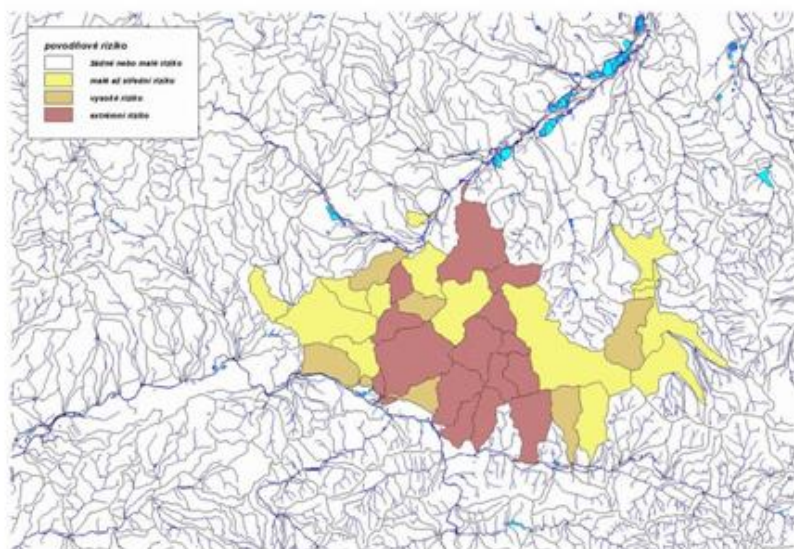 povodňové riziko
žádné nebo malé riziko
malé až střední riziko
vysoké riziko
extrémní riziko